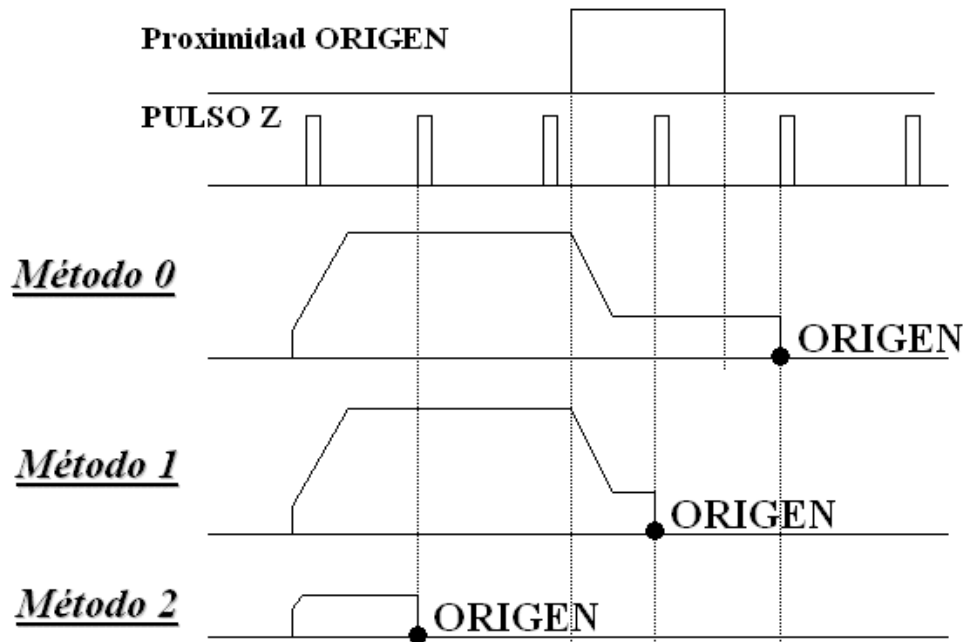 Proximidad ORIGEN
PULSO Z
Método 0
ORIGEN
Método 1
ORIGEN
Método 2
ORIGEN